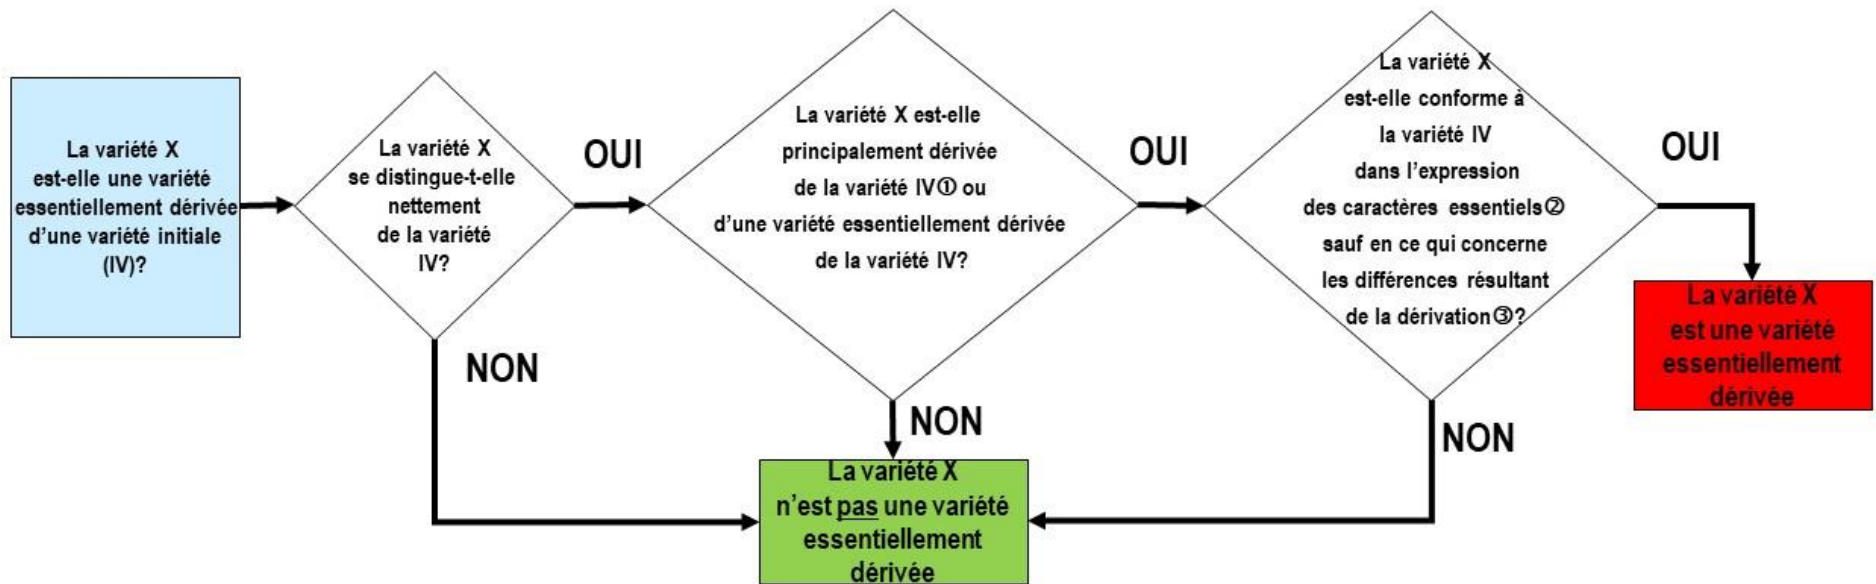 La variété X
est-elle une variété
essentiellement dérivée
d'une variété initiale
(IV)?
La variété X
se distingue-t-elle
nettement
de la variété
IV?
OUI
NON
La variété X est-elle
principalement dérivée
de la variété IV① ou
d'une variété essentiellement dérivée
de la variété IV?
OUI
NON
La variété X
est-elle conforme à
la variété IV
dans l'expression
des caractères essentiels②
sauf en ce qui concerne
les différences résultant
de la dérivation③?
OUI
NON
La variété X
est une variété
essentiellement
dérivée
La variété X
n'est pas une variété
essentiellement
dérivée